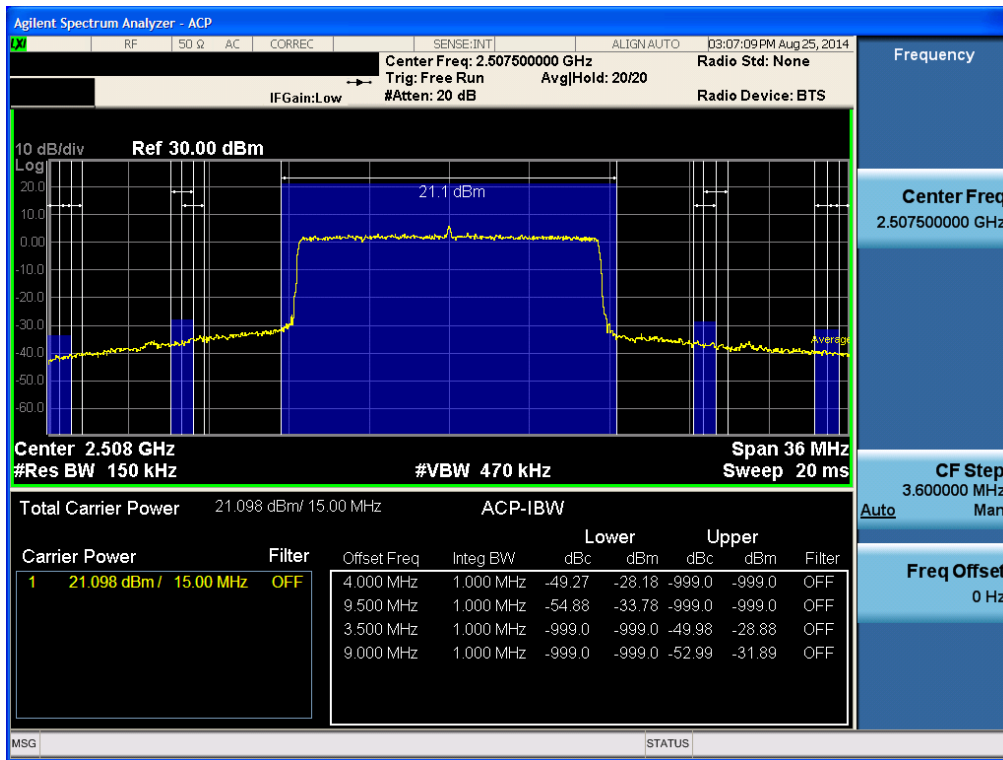 Agilent Spectrum Analyzer - ACP
LXI RF 50 Ω AC CORREC SENSE:INT ALIGN AUTO 03:07:09 PM Aug 25, 2014
Center Freq: 2.507500000 GHz Radio Std: None
Trig: Free Run Avg|Hold: 20/20
IFGain:Low #Atten: 20 dB Radio Device: BTS
10 dB/div Ref 30.00 dBm
Log
20.0
10.0
0.00
-10.0
-20.0
-30.0
-40.0
-50.0
-60.0
21.1 dBm
Average
Center 2.508 GHz Span 36 MHz
#Res BW 150 kHz #VBW 470 kHz Sweep 20 ms
Total Carrier Power 21.098 dBm/ 15.00 MHz ACP-IBW
Lower Upper
Carrier Power Filter Offset Freq Integ BW dBc dBm dBc dBm Filter
1 21.098 dBm / 15.00 MHz OFF 4.000 MHz 1.000 MHz -49.27 -28.18 -999.0 -999.0 OFF
9.500 MHz 1.000 MHz -54.88 -33.78 -999.0 -999.0 OFF
3.500 MHz 1.000 MHz -999.0 -999.0 -49.98 -28.88 OFF
9.000 MHz 1.000 MHz -999.0 -999.0 -52.99 -31.89 OFF
MSG STATUS
Frequency
Center Freq
2.507500000 GHz
CF Step
3.600000 MHz
Auto Man
Freq Offset
0 Hz